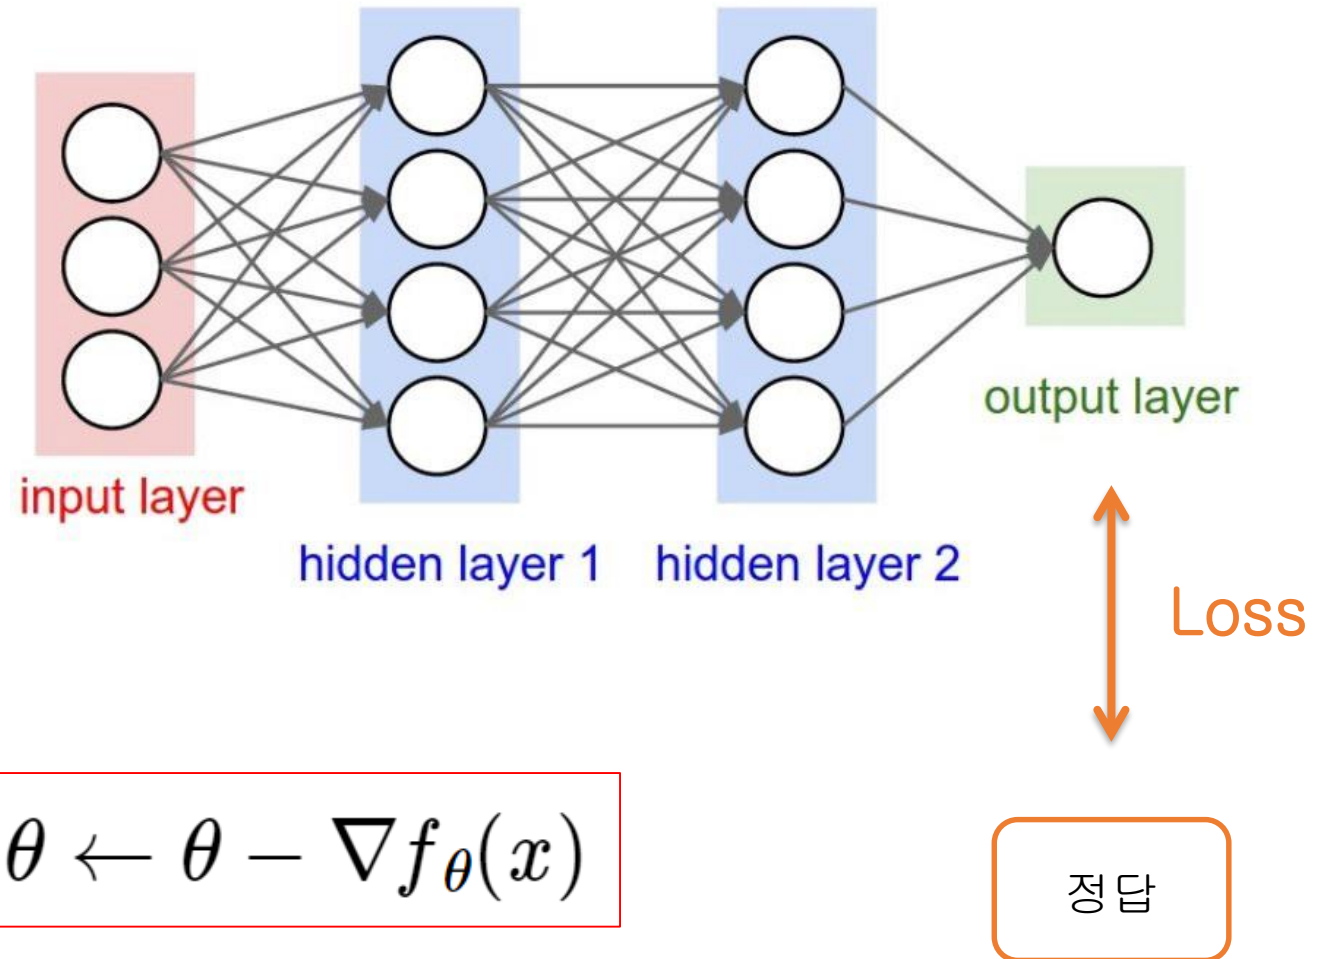 input layer
hidden layer 1
hidden layer 2
output layer
Loss
θ ← θ − ∇f_θ(x)
정답